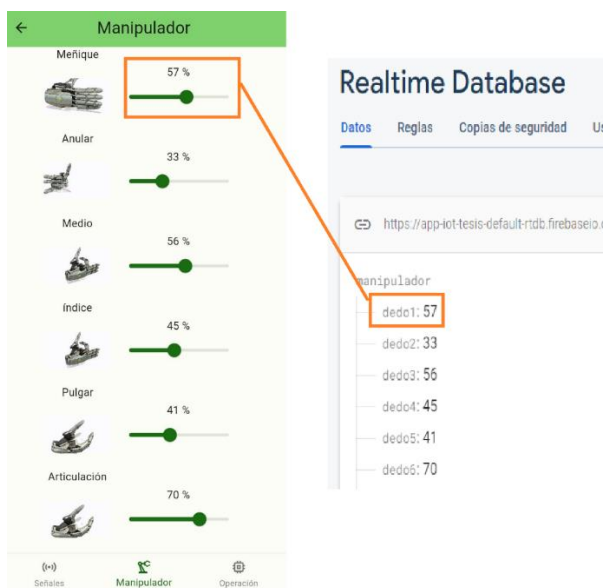 Manipulador
Meñique
57 %
Anular
33 %
Medio
56 %
índice
45 %
Pulgar
41 %
Articulación
70 %
Señales
Manipulador
Operación
Realtime Database
Datos Reglas Copias de seguridad Us
https://app-iot-tesis-default-rtdb.firebaseio.c
manipulador
dedo1: 57
dedo2: 33
dedo3: 56
dedo4: 45
dedo5: 41
dedo6: 70